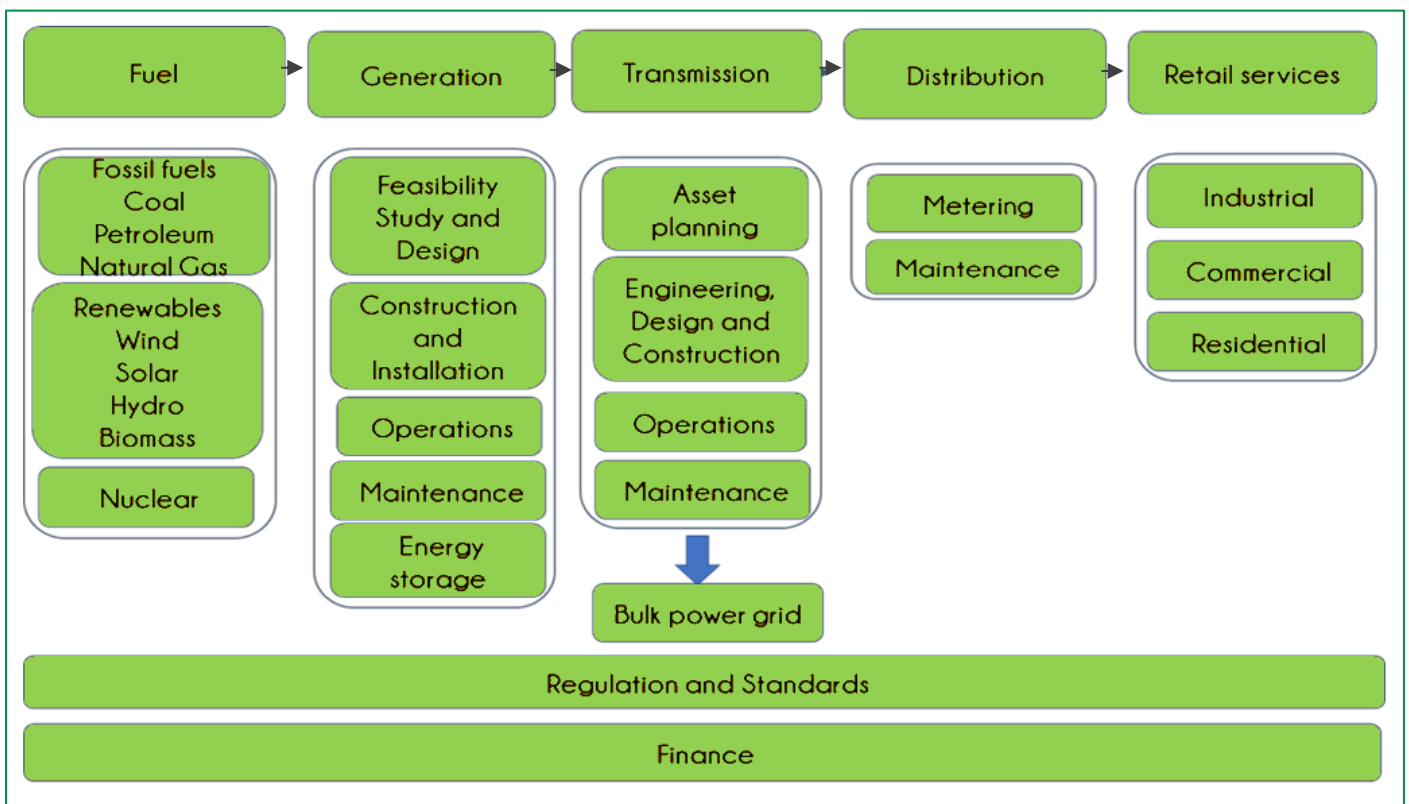 Fuel
Generation
Transmission
Distribution
Retail services
Fossil fuels
Coal
Petroleum
Natural Gas
Renewables
Wind
Solar
Hydro
Biomass
Nuclear
Feasibility
Study and
Design
Construction
and
Installation
Operations
Maintenance
Energy
storage
Asset
planning
Engineering,
Design and
Construction
Operations
Maintenance
Bulk power grid
Metering
Maintenance
Industrial
Commercial
Residential
Regulation and Standards
Finance